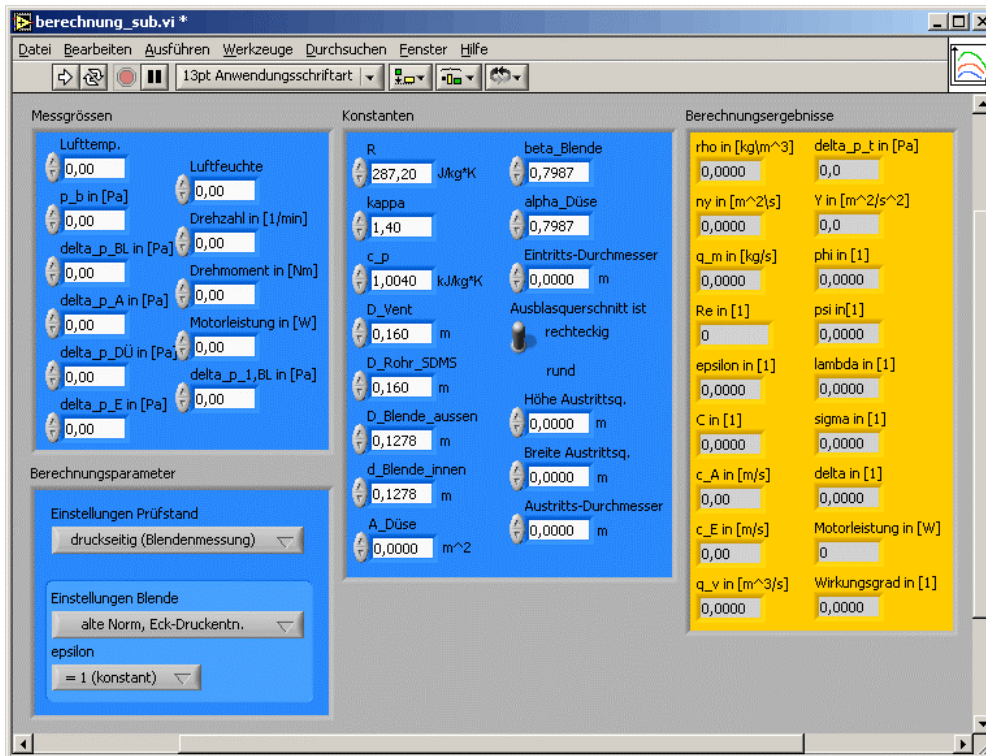 berechnung_sub.vi *
Datei Bearbeiten Ausführen Werkzeuge Durchsuchen Fenster Hilfe
13pt Anwendungsschriftart
Messgrössen
Lufttemp.
0,00
p_b in [Pa]
0,00
delta_p_BL in [Pa]
0,00
delta_p_A in [Pa]
0,00
delta_p_DÜ in [Pa]
0,00
delta_p_E in [Pa]
0,00
Luftfeuchte
0,00
Drehzahl in [1/min]
0,00
Drehmoment in [Nm]
0,00
Motorleistung in [W]
0,00
delta_p_1,BL in [Pa]
0,00
Berechnungsparameter
Einstellungen Prüfstand
druckseitig (Blendenmessung)
Einstellungen Blende
alte Norm, Eck-Druckentn.
epsilon
= 1 (konstant)
Konstanten
R
287,20 J/kg*K
kappa
1,40
c_p
1,0040 kJ/kg*K
D_Vent
0,160 m
D_Rohr_SDMS
0,160 m
D_Blende_aussen
0,1278 m
d_Blende_innen
0,1278 m
A_Düse
0,0000 m^2
beta_Blende
0,7987
alpha_Düse
0,7987
Eintritts-Durchmesser
0,0000 m
Ausblasquerschnitt ist
rechteckig
rund
Höhe Austrittsq.
0,0000 m
Breite Austrittsq.
0,0000 m
Austritts-Durchmesser
0,0000 m
Berechnungsergebnisse
rho in [kg\m^3]
0,0000
ny in [m^2\s]
0,0000
q_m in [kg/s]
0,0000
Re in [1]
0
epsilon in [1]
0,0000
C in [1]
0,0000
c_A in [m/s]
0,00
c_E in [m/s]
0,00
q_v in [m^3/s]
0,0000
delta_p_t in [Pa]
0,0
Y in [m^2/s^2]
0,0
phi in [1]
0,0000
psi in[1]
0,0000
lambda in [1]
0,0000
sigma in [1]
0,0000
delta in [1]
0,0000
Motorleistung in [W]
0
Wirkungsgrad in [1]
0,0000